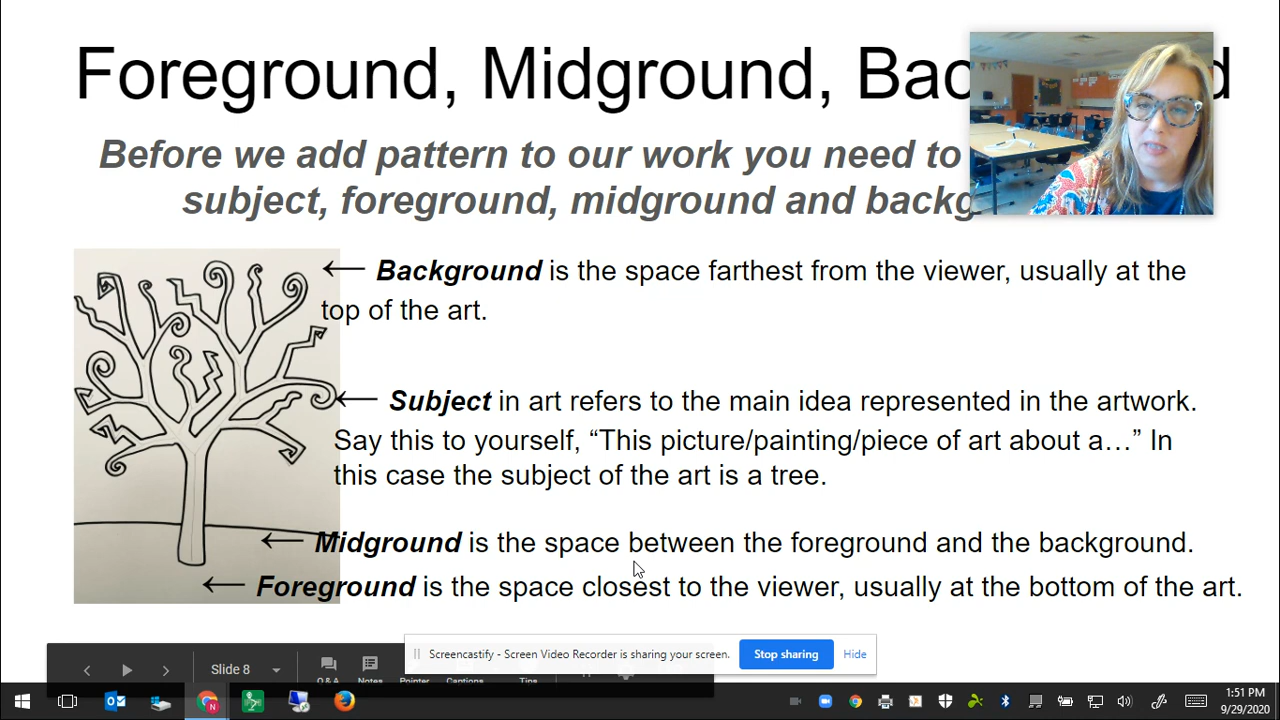 Foreground, Midground, Bac d
Before we add pattern to our work you need to
subject, foreground, midground and backg
← Background is the space farthest from the viewer, usually at the
top of the art.
← Subject in art refers to the main idea represented in the artwork.
Say this to yourself, “This picture/painting/piece of art about a…” In
this case the subject of the art is a tree.
← Midground is the space between the foreground and the background.
← Foreground is the space closest to the viewer, usually at the bottom of the art.
Screencastify - Screen Video Recorder is sharing your screen. Stop sharing Hide
Slide 8
Q & A Notes Pointer Captions Tips
1:51 PM
9/29/2020